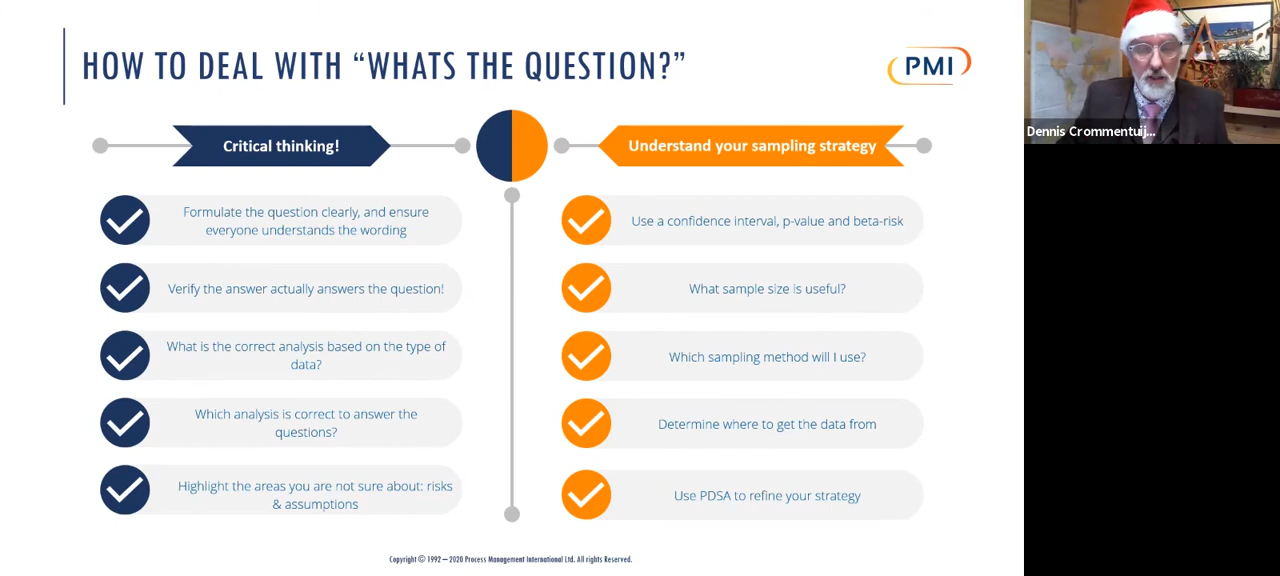 HOW TO DEAL WITH “WHATS THE QUESTION?”
PMI
Critical thinking!
Formulate the question clearly, and ensure
everyone understands the wording
Verify the answer actually answers the question!
What is the correct analysis based on the type of
data?
Which analysis is correct to answer the
questions?
Highlight the areas you are not sure about: risks
& assumptions
Understand your sampling strategy
Use a confidence interval, p-value and beta-risk
What sample size is useful?
Which sampling method will I use?
Determine where to get the data from
Use PDSA to refine your strategy
Copyright © 1992 – 2020 Process Management International Ltd. All rights Reserved.
Dennis Crommentuij...